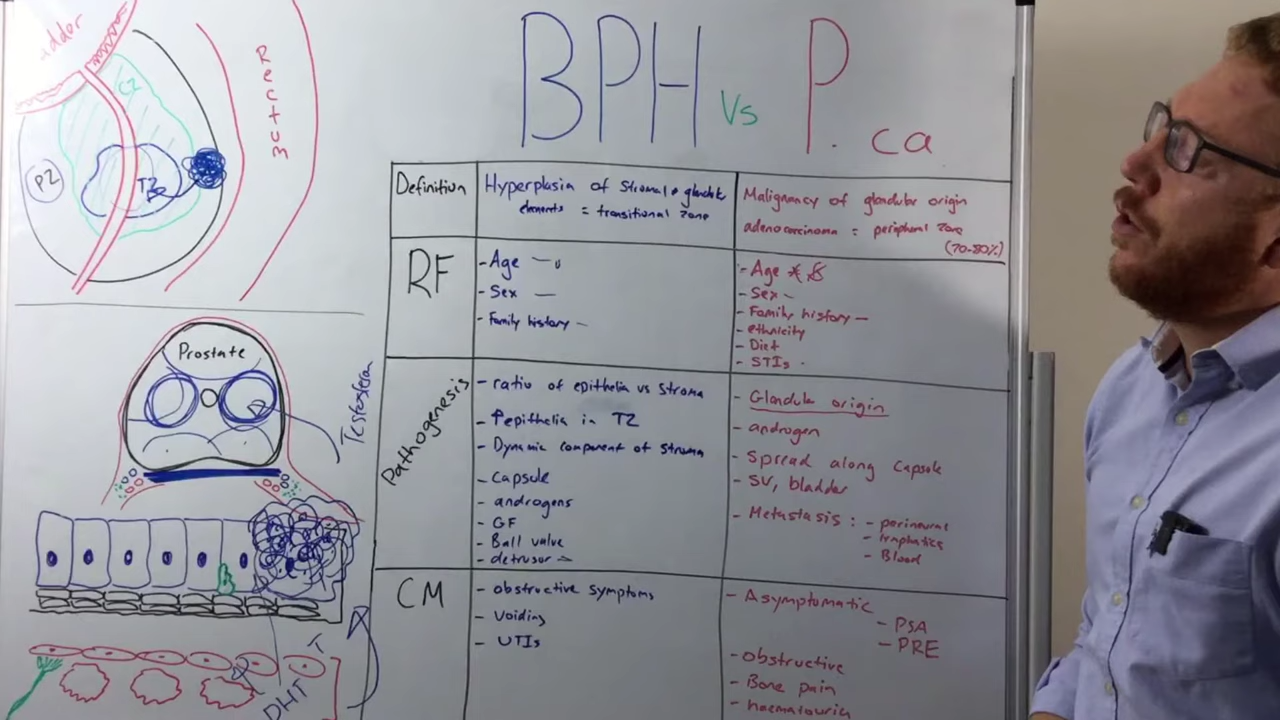 BPH vs P. ca
adder
Rectum
CZ
PZ
TZ
Prostate
Testostera
T
DHT
Definition
Hyperplasia of stromal & glandular
elements = transitional zone
Malignancy of glandular origin
adenocarcinoma = peripheral zone
(70-80%)
RF
- Age
- Sex
- Family history
- Age *
- Sex
- Family history
- ethnicity
- Diet
- STIs
Pathogenesis
- ratio of epithelia vs stroma
- ↑epithelia in TZ
- Dynamic component of stroma
- capsule
- androgens
- GF
- Ball valve
- detrusor
- Glandular origin
- androgen
- Spread along capsule
- SV, bladder
- Metastasis : - perineural
- lymphatics
- Blood
CM
- obstructive symptoms
- Voiding
- UTIs
- Asymptomatic
- PSA
- PRE
- obstructive
- Bone pain
- haematouria